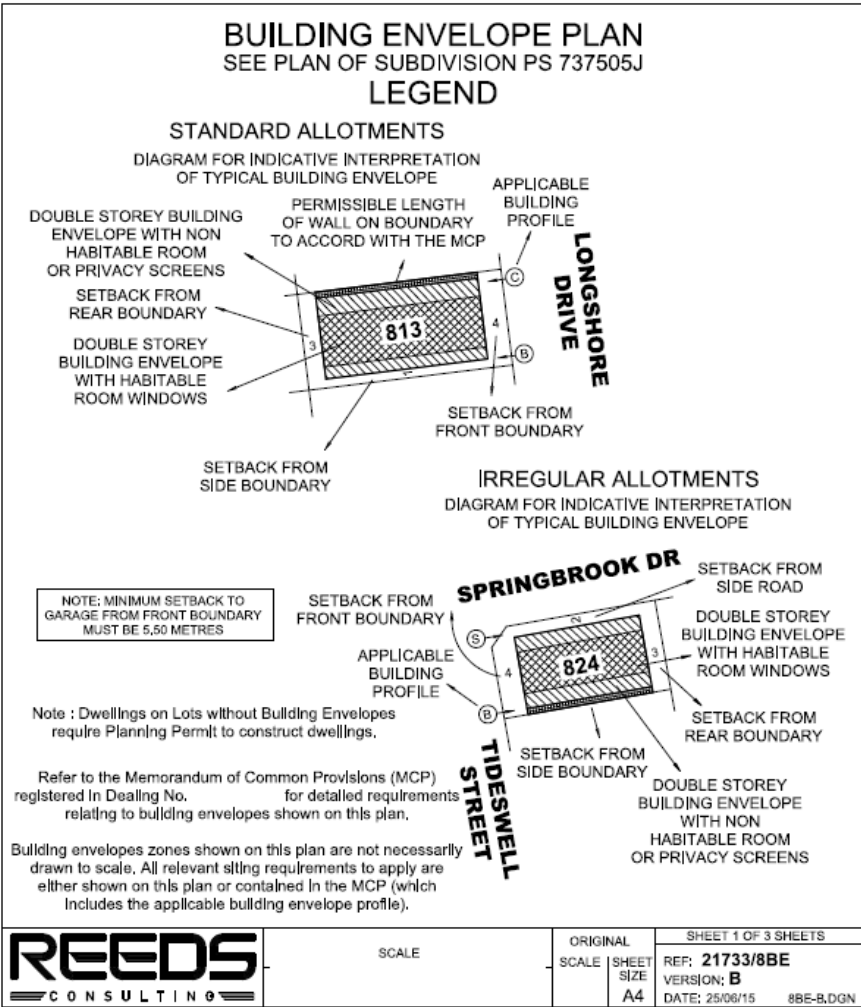 BUILDING ENVELOPE PLAN
SEE PLAN OF SUBDIVISION PS 737505J
LEGEND
STANDARD ALLOTMENTS
DIAGRAM FOR INDICATIVE INTERPRETATION
OF TYPICAL BUILDING ENVELOPE
DOUBLE STOREY BUILDING
ENVELOPE WITH NON
HABITABLE ROOM
OR PRIVACY SCREENS
PERMISSIBLE LENGTH
OF WALL ON BOUNDARY
TO ACCORD WITH THE MCP
APPLICABLE
BUILDING
PROFILE
SETBACK FROM
REAR BOUNDARY
DOUBLE STOREY
BUILDING ENVELOPE
WITH HABITABLE
ROOM WINDOWS
3
813
4
1
C
B
LONGSHORE
DRIVE
SETBACK FROM
FRONT BOUNDARY
SETBACK FROM
SIDE BOUNDARY
IRREGULAR ALLOTMENTS
DIAGRAM FOR INDICATIVE INTERPRETATION
OF TYPICAL BUILDING ENVELOPE
NOTE: MINIMUM SETBACK TO
GARAGE FROM FRONT BOUNDARY
MUST BE 5.50 METRES
SPRINGBROOK DR
SETBACK FROM
SIDE ROAD
SETBACK FROM
FRONT BOUNDARY
DOUBLE STOREY
BUILDING ENVELOPE
WITH HABITABLE
ROOM WINDOWS
APPLICABLE
BUILDING
PROFILE
S
2
4
824
3
B
SETBACK FROM
REAR BOUNDARY
SETBACK FROM
SIDE BOUNDARY
TIDESWELL
STREET
DOUBLE STOREY
BUILDING ENVELOPE
WITH NON
HABITABLE ROOM
OR PRIVACY SCREENS
Note : Dwellings on Lots without Building Envelopes
require Planning Permit to construct dwellings.
Refer to the Memorandum of Common Provisions (MCP)
registered in Dealing No. for detailed requirements
relating to building envelopes shown on this plan.
Building envelopes zones shown on this plan are not necessarily
drawn to scale. All relevant siting requirements to apply are
either shown on this plan or contained in the MCP (which
includes the applicable building envelope profile).
REEDS
CONSULTING
SCALE
ORIGINAL
SCALE
SHEET
SIZE
A4
SHEET 1 OF 3 SHEETS
REF: 21733/8BE
VERSION: B
DATE: 25/06/15 8BE-B.DGN